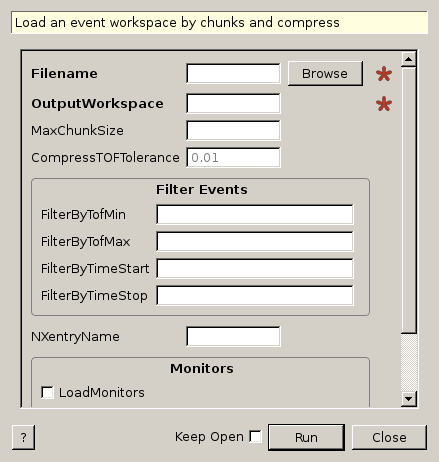 Load an event workspace by chunks and compress
Filename Browse *
OutputWorkspace *
MaxChunkSize
CompressTOFTolerance 0.01
Filter Events
FilterByTofMin
FilterByTofMax
FilterByTimeStart
FilterByTimeStop
NXentryName
Monitors
LoadMonitors
? Keep Open Run Close